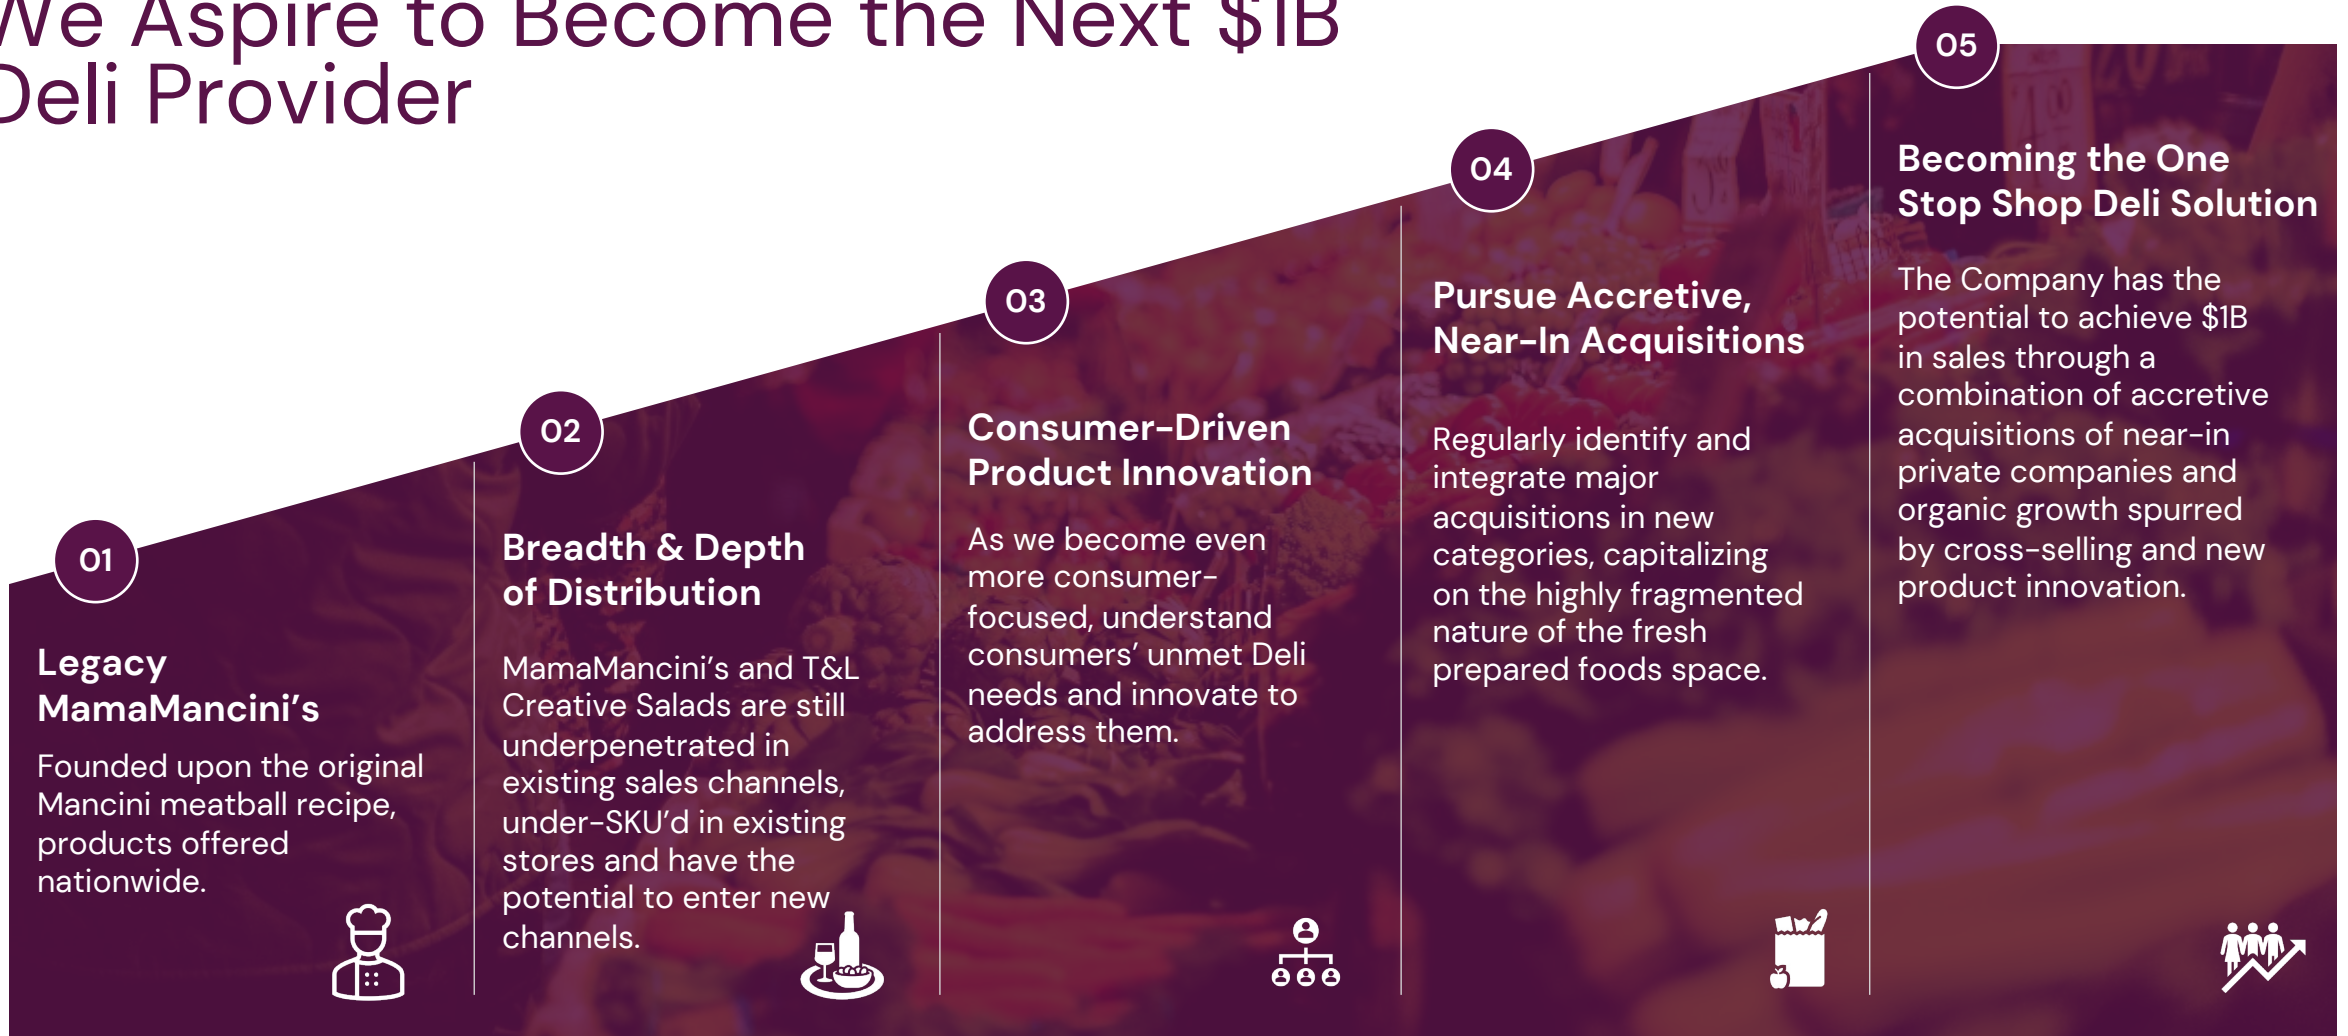 We Aspire to Become the Next $1B
Deli Provider
01
Legacy
MamaMancini’s
Founded upon the original
Mancini meatball recipe,
products offered
nationwide.
02
Breadth & Depth
of Distribution
MamaMancini’s and T&L
Creative Salads are still
underpenetrated in
existing sales channels,
under-SKU’d in existing
stores and have the
potential to enter new
channels.
03
Consumer-Driven
Product Innovation
As we become even
more consumer-
focused, understand
consumers’ unmet Deli
needs and innovate to
address them.
04
Pursue Accretive,
Near-In Acquisitions
Regularly identify and
integrate major
acquisitions in new
categories, capitalizing
on the highly fragmented
nature of the fresh
prepared foods space.
05
Becoming the One
Stop Shop Deli Solution
The Company has the
potential to achieve $1B
in sales through a
combination of accretive
acquisitions of near-in
private companies and
organic growth spurred
by cross-selling and new
product innovation.